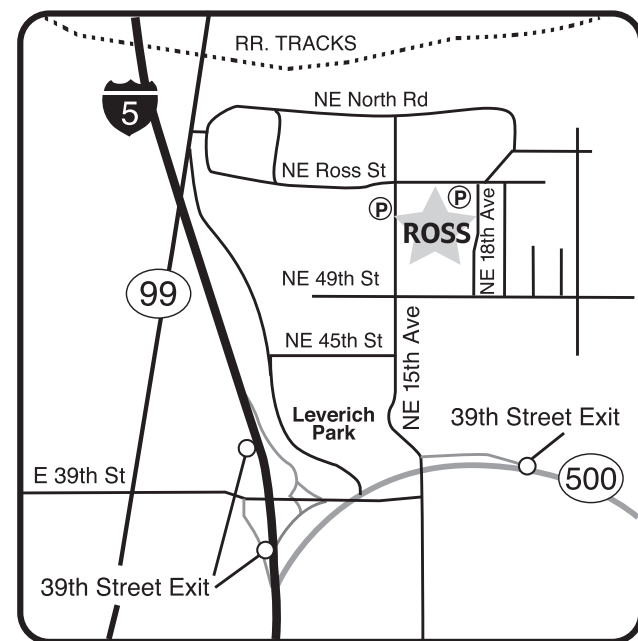 RR. TRACKS
5
NE North Rd
NE Ross St
P
P
ROSS
NE 18th Ave
99
NE 49th St
NE 45th St
NE 15th Ave
Leverich
Park
39th Street Exit
E 39th St
500
39th Street Exit